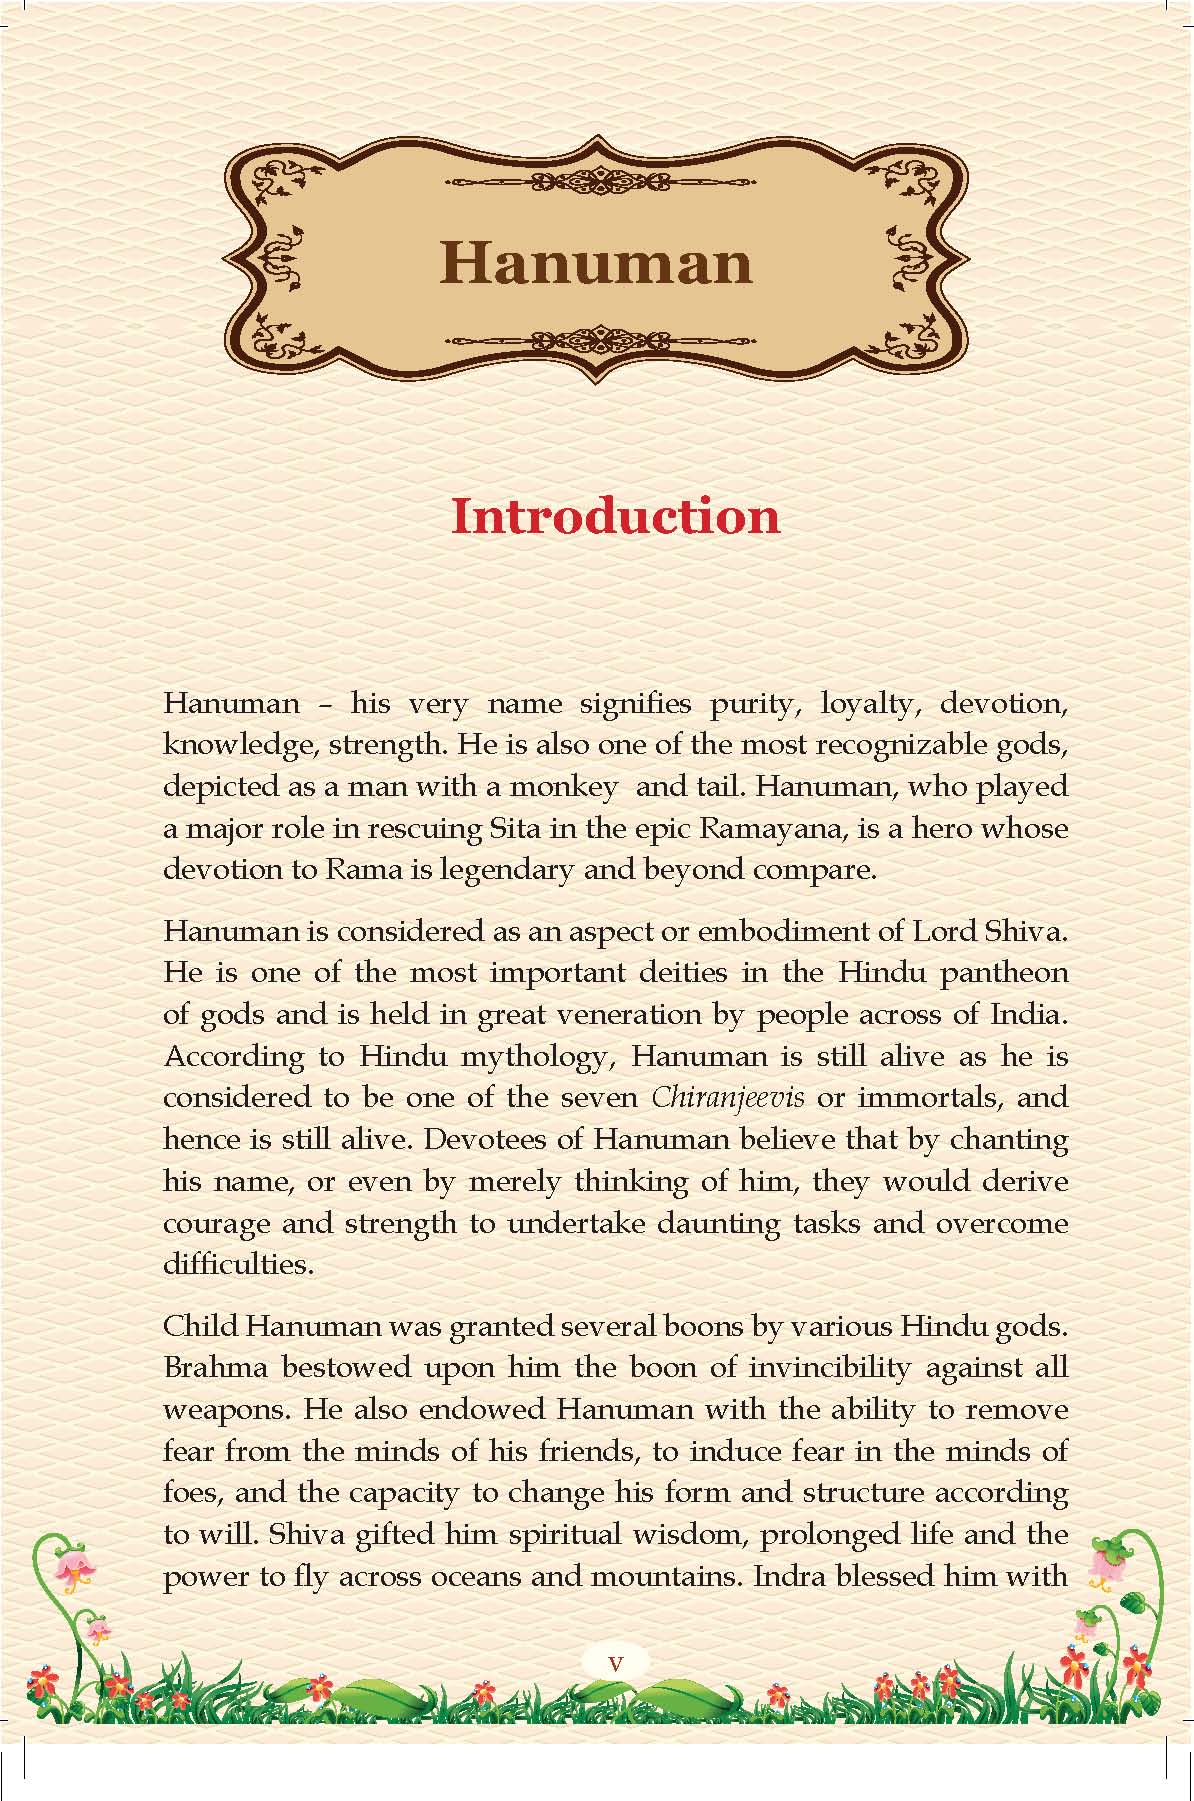 Hanuman
Introduction
Hanuman – his very name signifies purity, loyalty, devotion,
knowledge, strength. He is also one of the most recognizable gods,
depicted as a man with a monkey and tail. Hanuman, who played
a major role in rescuing Sita in the epic Ramayana, is a hero whose
devotion to Rama is legendary and beyond compare.
Hanuman is considered as an aspect or embodiment of Lord Shiva.
He is one of the most important deities in the Hindu pantheon
of gods and is held in great veneration by people across of India.
According to Hindu mythology, Hanuman is still alive as he is
considered to be one of the seven Chiranjeevis or immortals, and
hence is still alive. Devotees of Hanuman believe that by chanting
his name, or even by merely thinking of him, they would derive
courage and strength to undertake daunting tasks and overcome
difficulties.
Child Hanuman was granted several boons by various Hindu gods.
Brahma bestowed upon him the boon of invincibility against all
weapons. He also endowed Hanuman with the ability to remove
fear from the minds of his friends, to induce fear in the minds of
foes, and the capacity to change his form and structure according
to will. Shiva gifted him spiritual wisdom, prolonged life and the
power to fly across oceans and mountains. Indra blessed him with
v